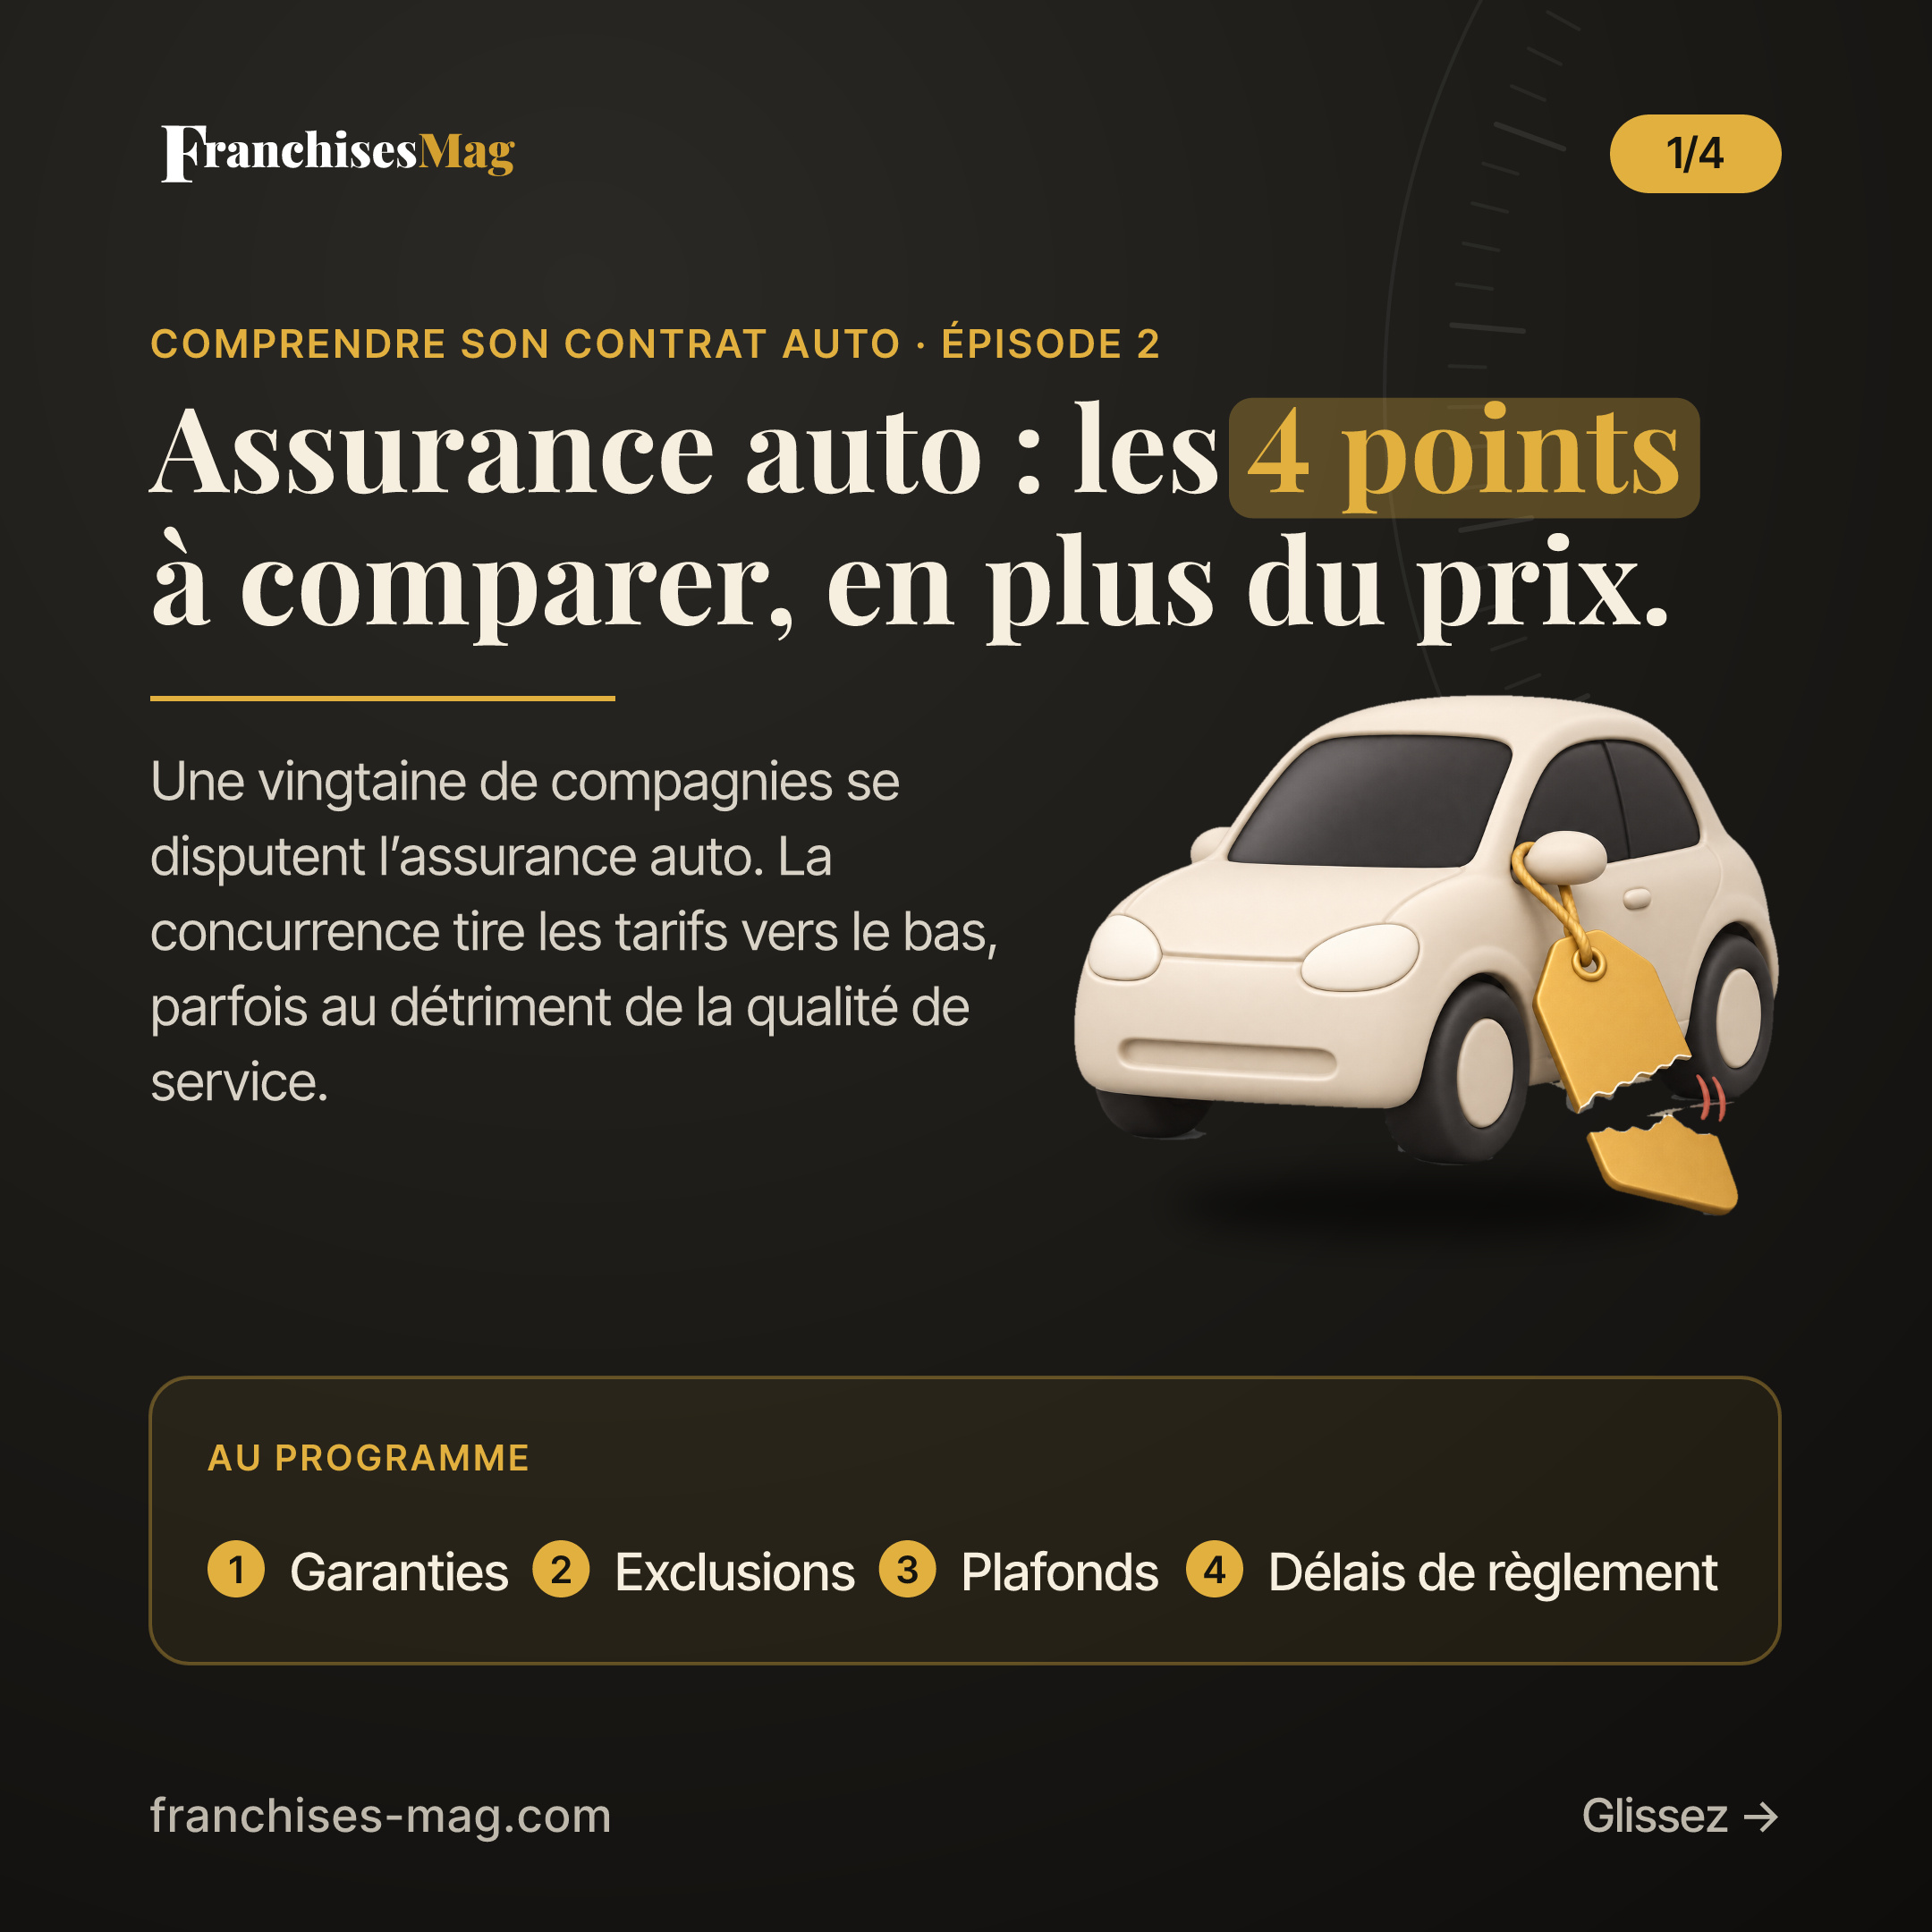 FranchisesMag
1/4
COMPRENDRE SON CONTRAT AUTO · ÉPISODE 2
Assurance auto : les 4 points
à comparer, en plus du prix.
Une vingtaine de compagnies se
disputent l’assurance auto. La
concurrence tire les tarifs vers le bas,
parfois au détriment de la qualité de
service.
AU PROGRAMME
1 Garanties 2 Exclusions 3 Plafonds 4 Délais de règlement
franchises-mag.com
Glissez →